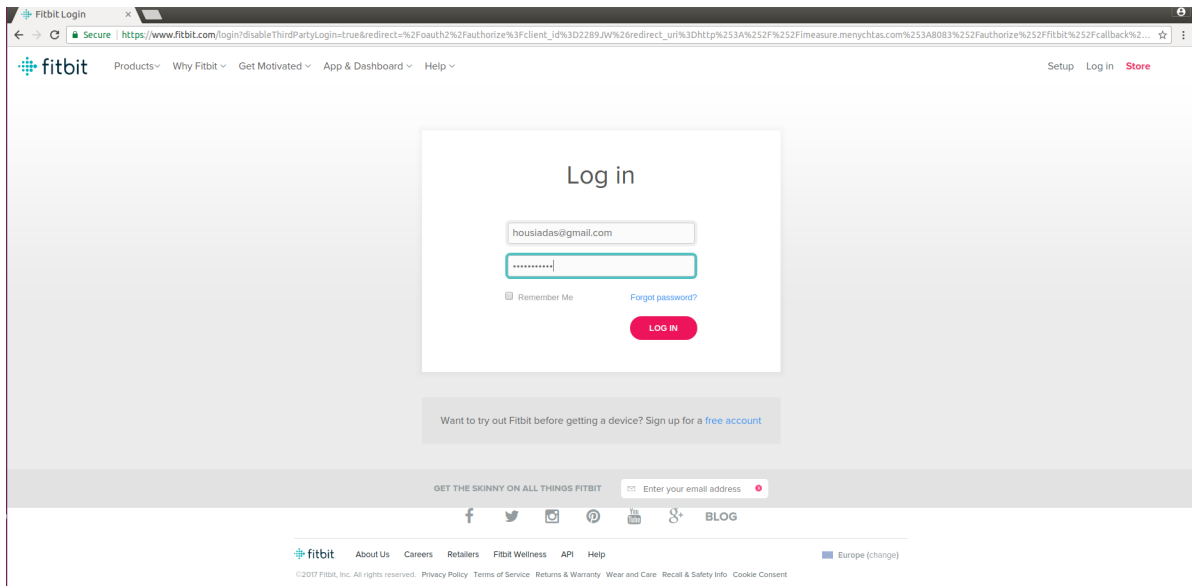 Fitbit Login
Secure https://www.fitbit.com/login?disableThirdPartyLogin=true&redirect=%2Foauth2%2Fauthorize%3Fclient_id%3D2289JW%26redirect_uri%3Dhttp%253A%252F%252Fimeasure.menychtas.com%253A8083%252Fauthorize%252Ffitbit%252Fcallback%2...
fitbit Products Why Fitbit Get Motivated App & Dashboard Help Setup Log in Store
Log in
housiadas@gmail.com
•••••••••••
Remember Me Forgot password?
LOG IN
Want to try out Fitbit before getting a device? Sign up for a free account
GET THE SKINNY ON ALL THINGS FITBIT Enter your email address
f You Tube g+ BLOG
fitbit About Us Careers Retailers Fitbit Wellness API Help Europe (change)
©2017 Fitbit, Inc. All rights reserved. Privacy Policy Terms of Service Returns & Warranty Wear and Care Recall & Safety Info Cookie Consent